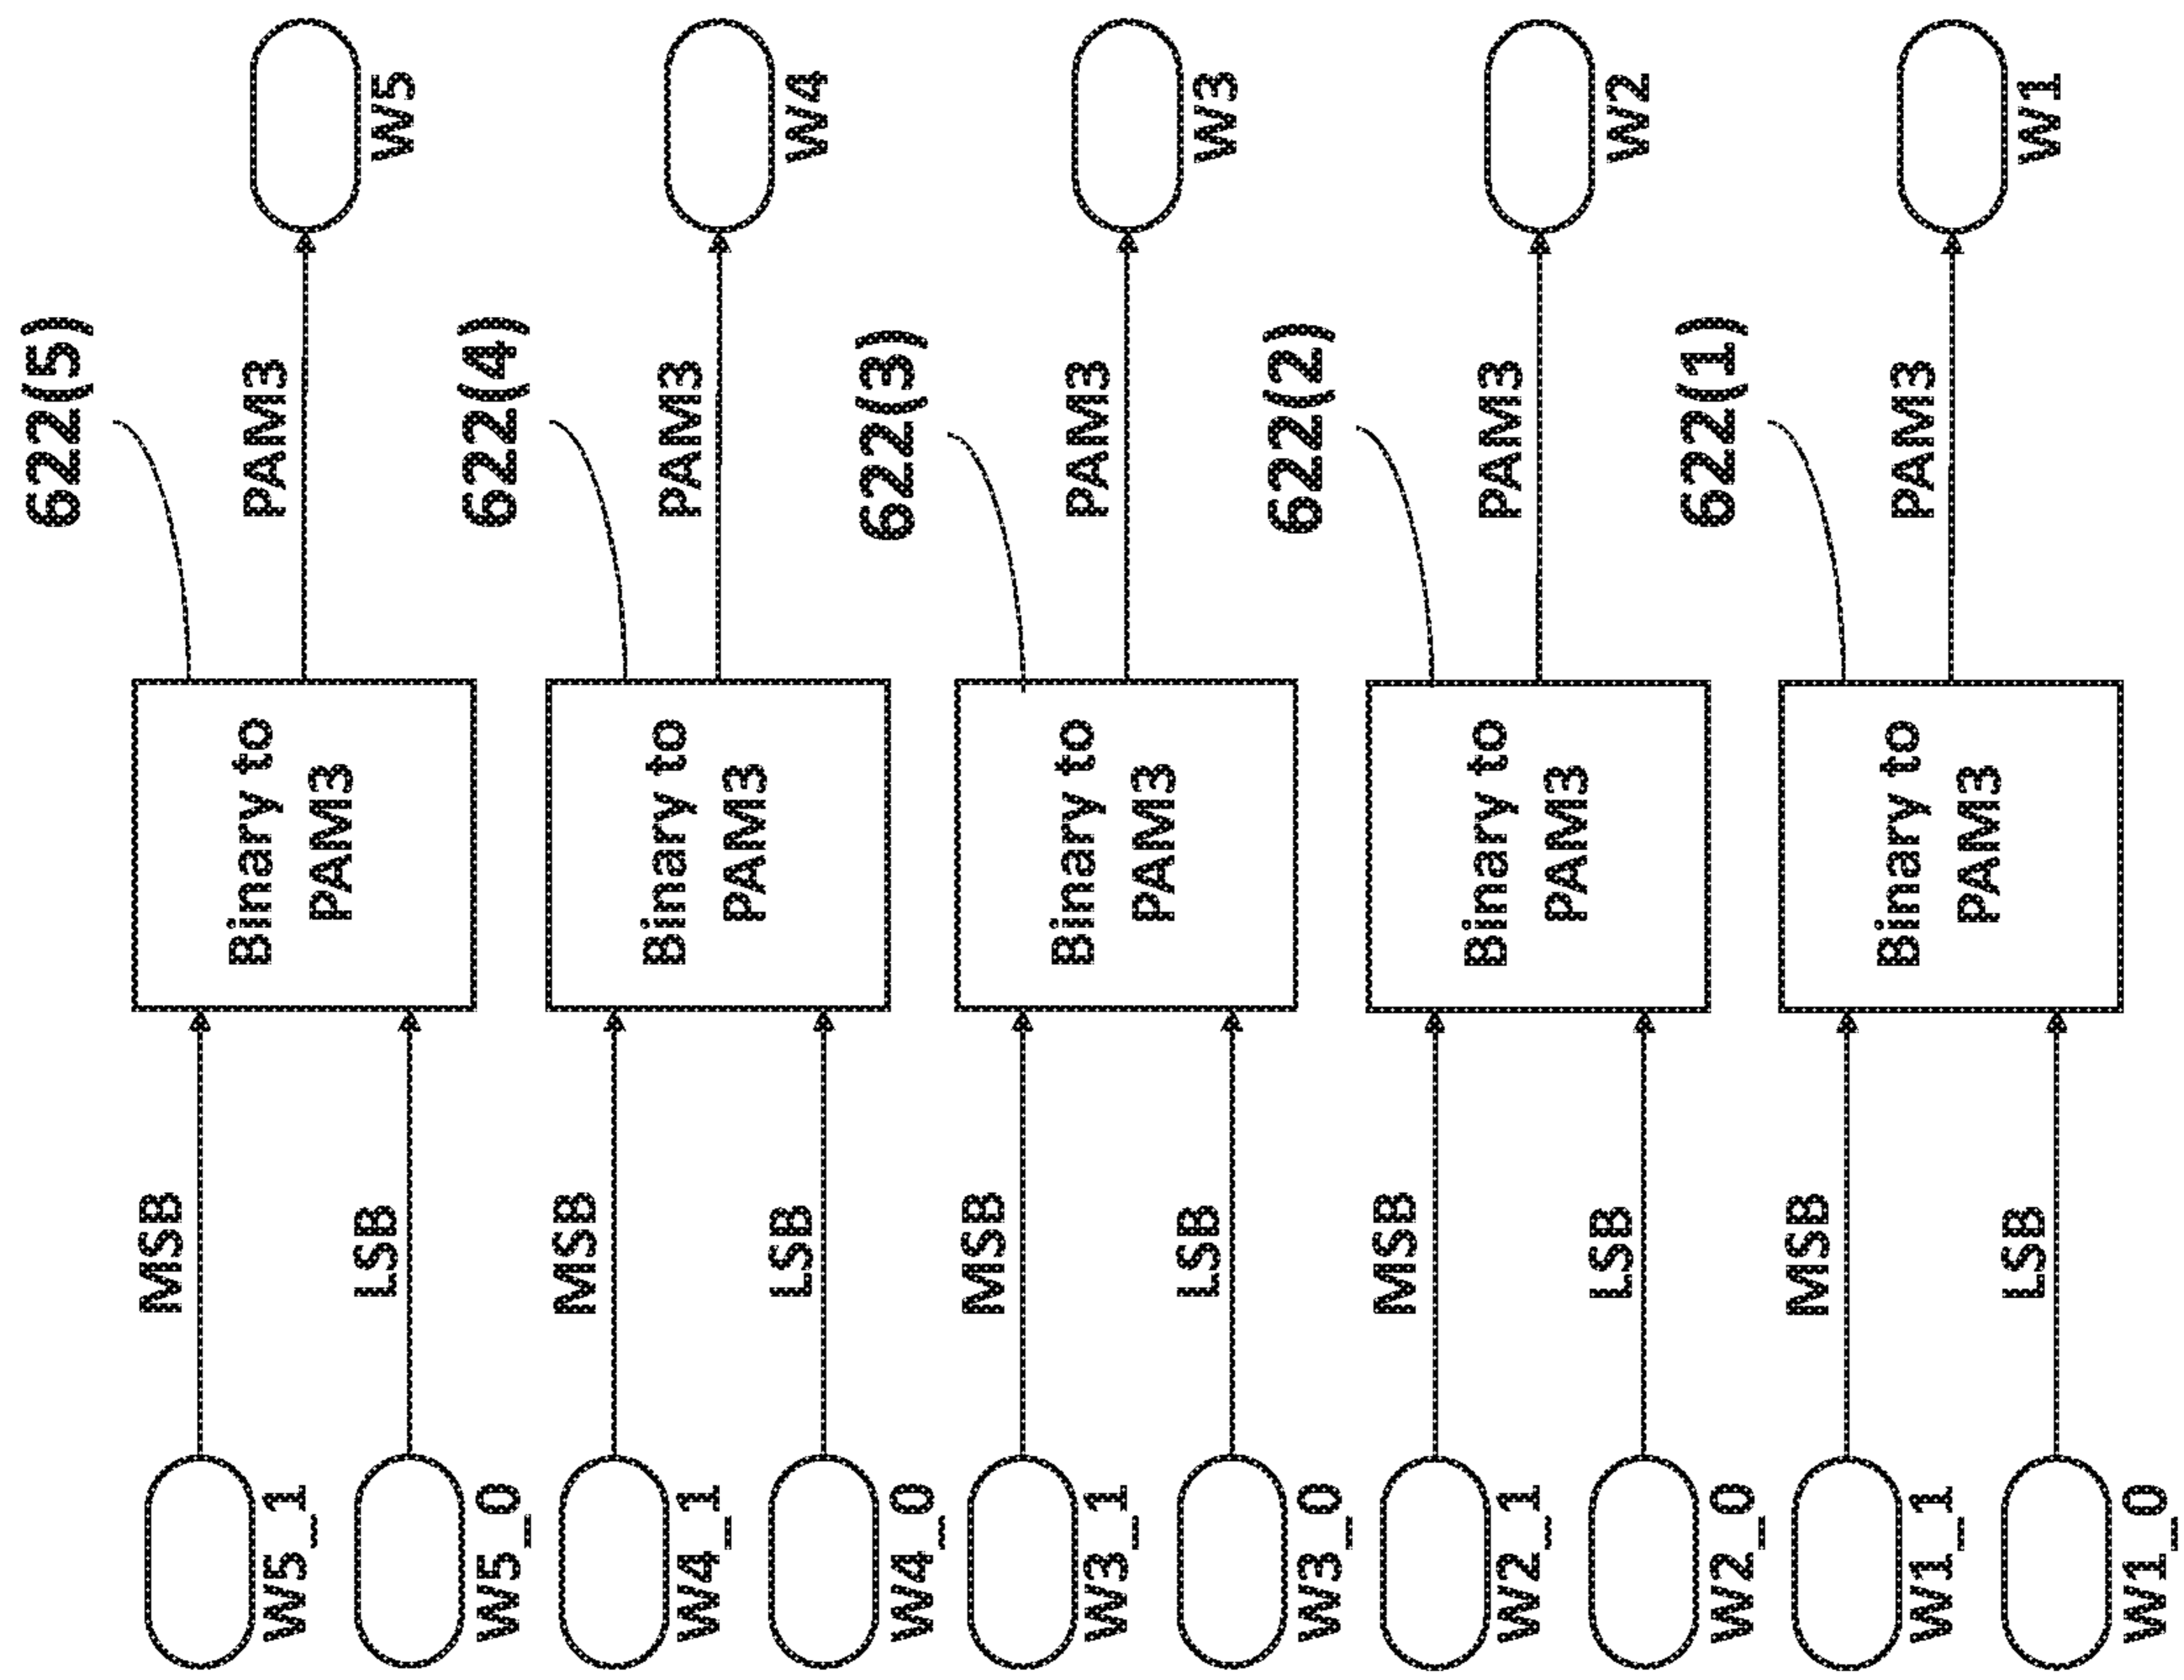 622(5)
W5_1
MSB
W5_0
LSB
Binary to
PAM3
PAM3
W5
622(4)
W4_1
MSB
W4_0
LSB
Binary to
PAM3
PAM3
W4
622(3)
W3_1
MSB
W3_0
LSB
Binary to
PAM3
PAM3
W3
622(2)
W2_1
MSB
W2_0
LSB
Binary to
PAM3
PAM3
W2
622(1)
W1_1
MSB
W1_0
LSB
Binary to
PAM3
PAM3
W1